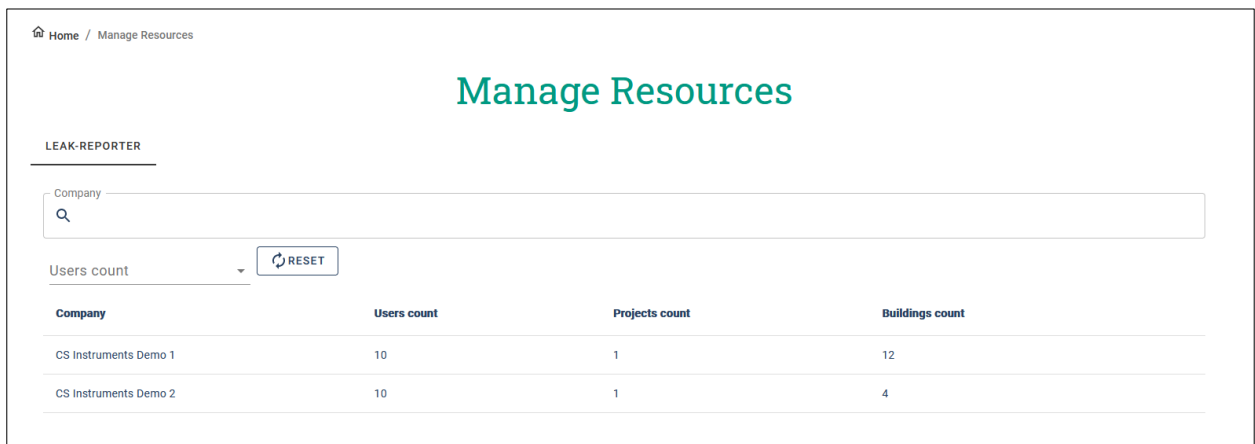 Home / Manage Resources
Manage Resources
LEAK-REPORTER
Company
Users count
RESET
Company Users count Projects count Buildings count
CS Instruments Demo 1 10 1 12
CS Instruments Demo 2 10 1 4